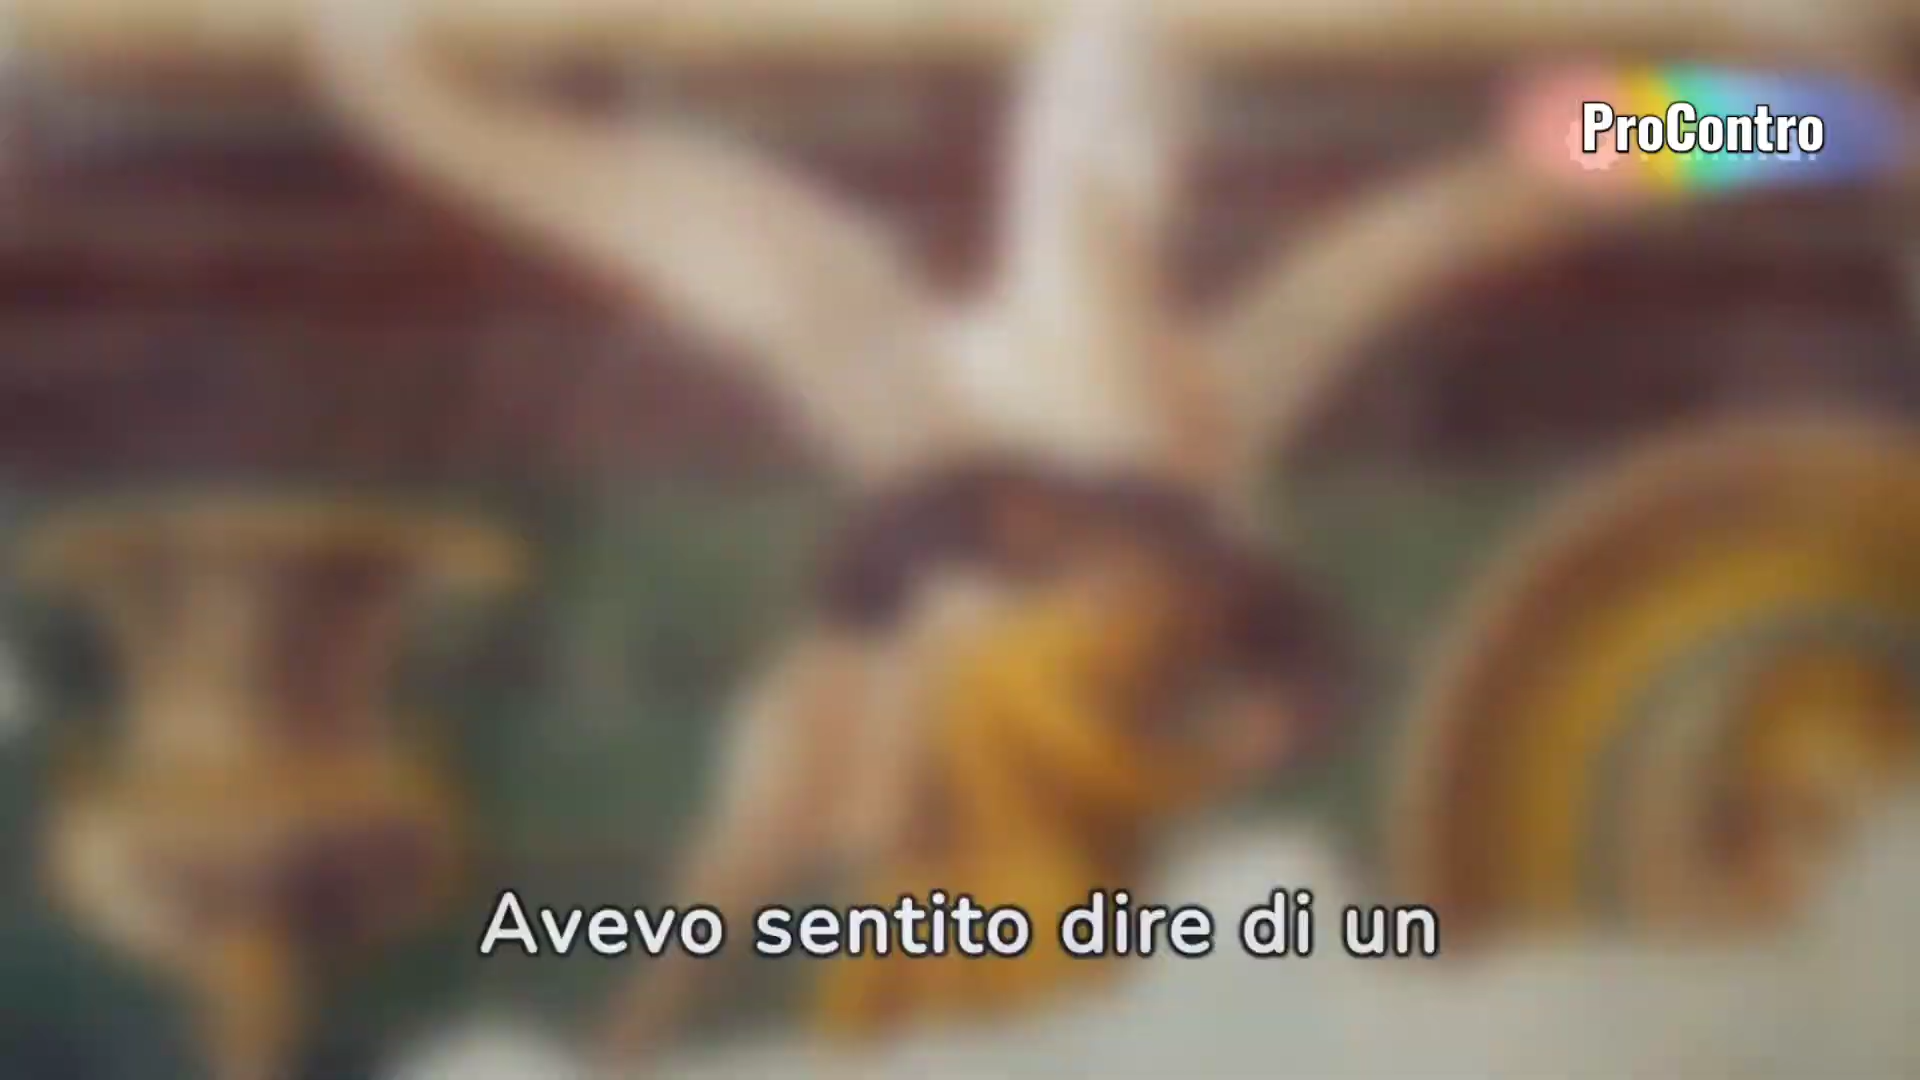 ProContro
Avevo sentito dire di un